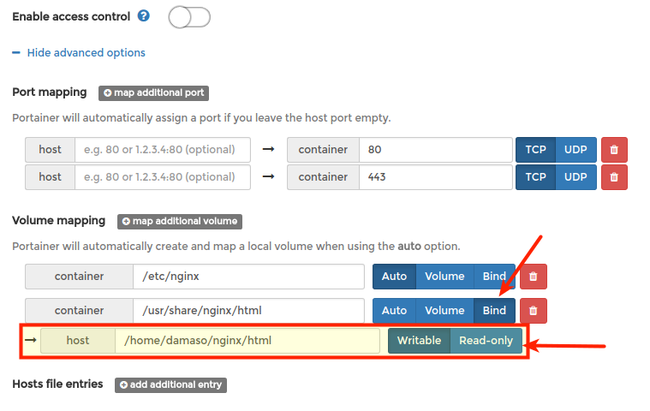 Enable access control ?
Hide advanced options
Port mapping map additional port
Portainer will automatically assign a port if you leave the host port empty.
host e.g. 80 or 1.2.3.4:80 (optional) → container 80 TCP UDP
host e.g. 80 or 1.2.3.4:80 (optional) → container 443 TCP UDP
Volume mapping map additional volume
Portainer will automatically create and map a local volume when using the auto option.
container /etc/nginx Auto Volume Bind
container /usr/share/nginx/html Auto Volume Bind
→ host /home/damaso/nginx/html Writable Read-only
Hosts file entries add additional entry